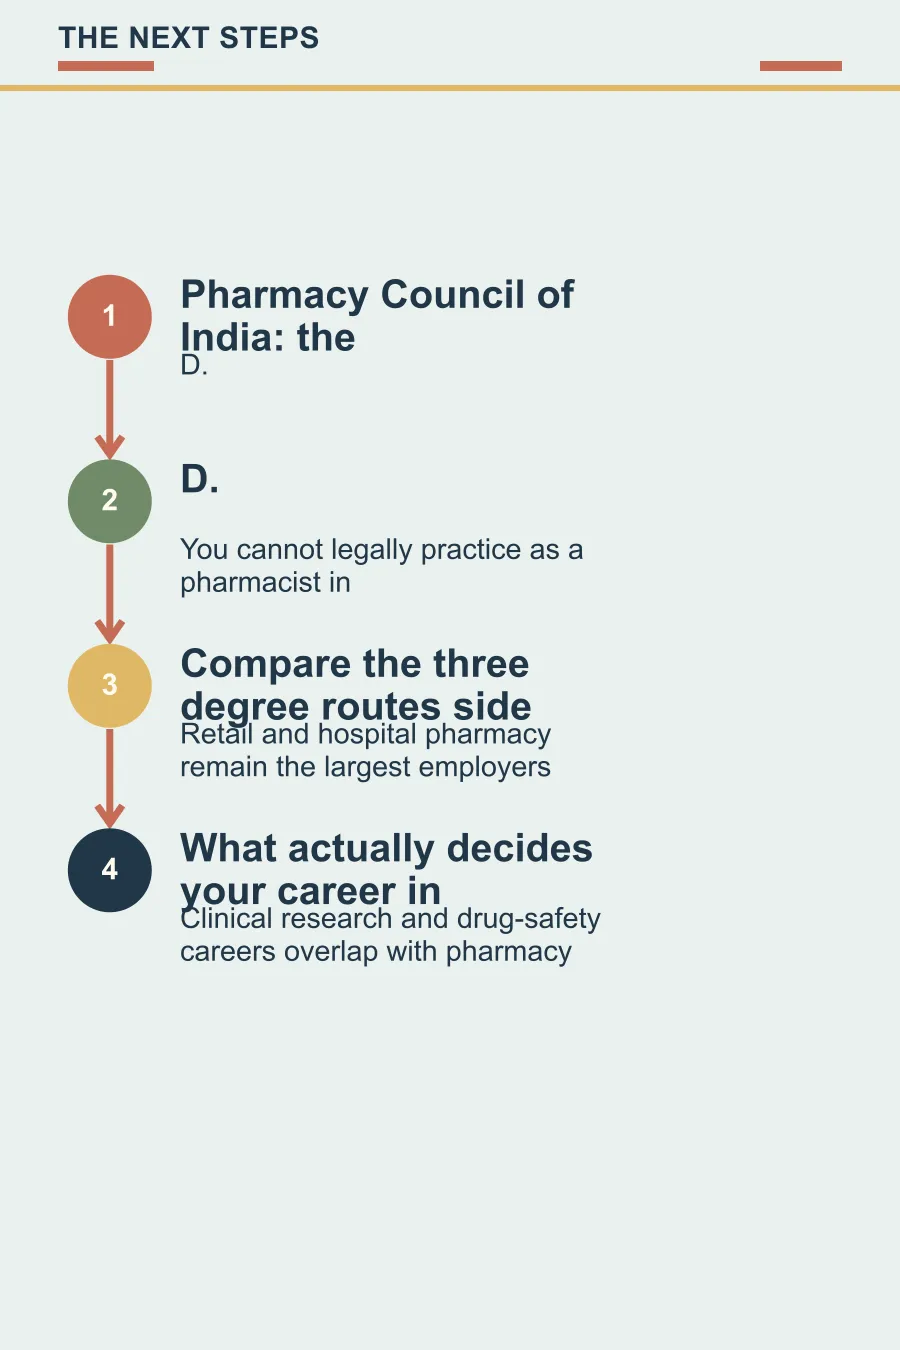 THE NEXT STEPS
1
Pharmacy Council of
India: the
D.
2
D.
You cannot legally practice as a
pharmacist in
3
Compare the three
degree routes side
Retail and hospital pharmacy
remain the largest employers
4
What actually decides
your career in
Clinical research and drug-safety
careers overlap with pharmacy